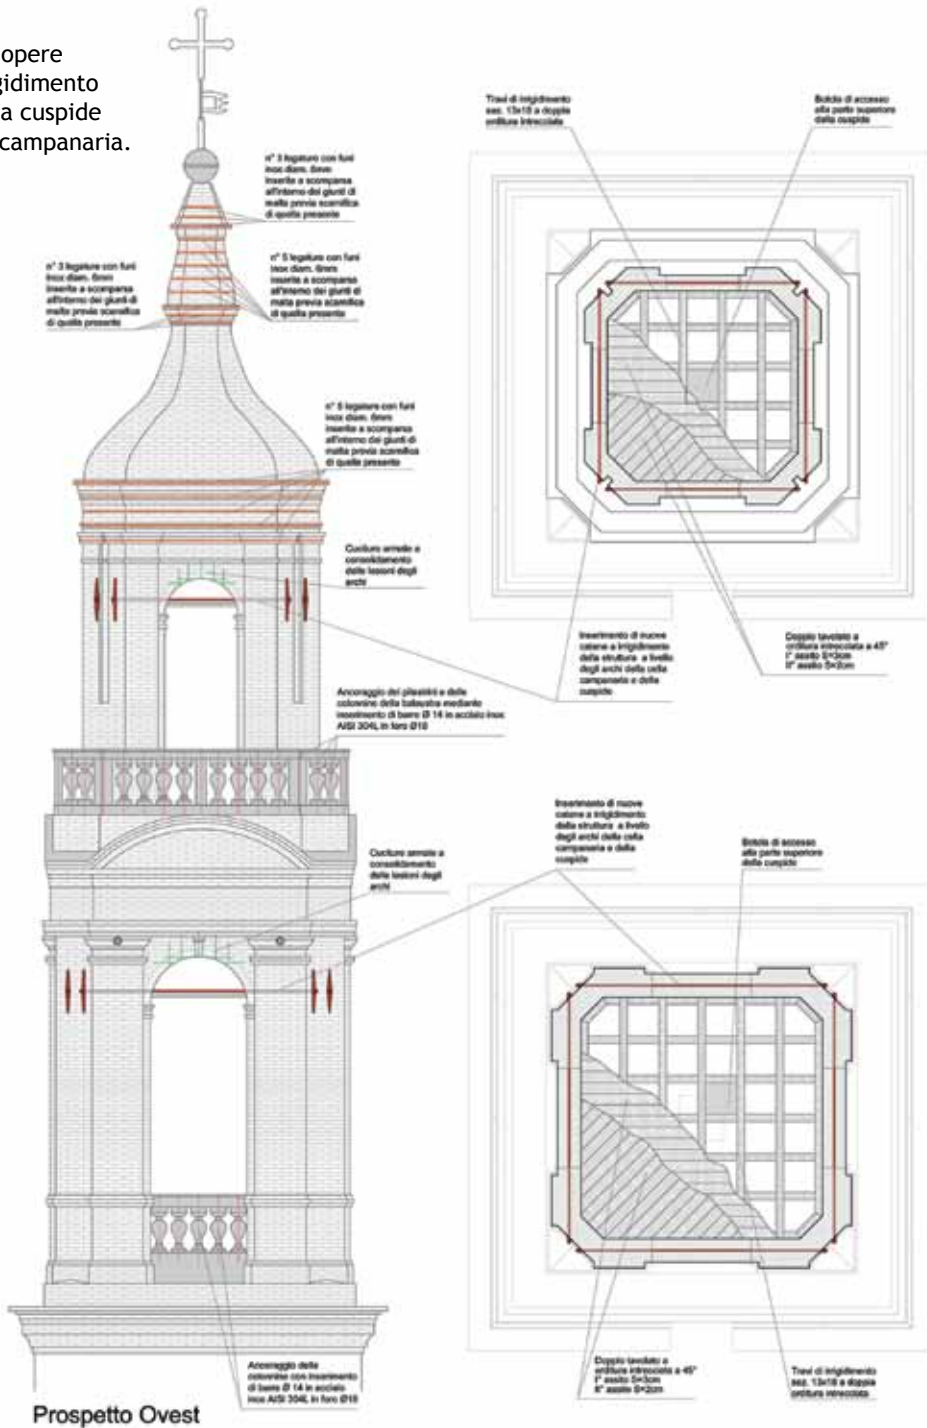 opere
gidimento
a cuspide
campanaria.
n° 3 legature con funi
inox diam. 6mm
inserite a scomparsa
all'interno dei giunti di
malta previa scarnifica
di quella presente
n° 3 legature con funi
inox diam. 6mm
inserite a scomparsa
all'interno dei giunti di
malta previa scarnifica
di quella presente
n° 5 legature con funi
inox diam. 6mm
inserite a scomparsa
all'interno dei giunti di
malta previa scarnifica
di quella presente
n° 5 legature con funi
inox diam. 6mm
inserite a scomparsa
all'interno dei giunti di
malta previa scarnifica
di quella presente
Cuciture armate a
consolidamento
delle lesioni degli
archi
Ancoraggio dei pilastrini e delle
colonnine della balaustra mediante
inserimento di barre Ø 14 in acciaio inox
AISI 304L in foro Ø18
Cuciture armate a
consolidamento
delle lesioni degli
archi
Ancoraggio delle
colonnine con inserimento
di barre Ø 14 in acciaio
inox AISI 304L in foro Ø18
Prospetto Ovest
Travi di irrigidimento
sez. 13x18 a doppia
orditura intrecciata
Botola di accesso
alla parte superiore
della cuspide
Inserimento di nuove
catene a irrigidimento
della struttura a livello
degli archi della cella
campanaria e della
cuspide
Doppio tavolato a
orditura intrecciata a 45°
I° assito S=3cm
II° assito S=2cm
Inserimento di nuove
catene a irrigidimento
della struttura a livello
degli archi della cella
campanaria e della
cuspide
Botola di accesso
alla parte superiore
della cuspide
Doppio tavolato a
orditura intrecciata a 45°
I° assito S=3cm
II° assito S=2cm
Travi di irrigidimento
sez. 13x18 a doppia
orditura intrecciata